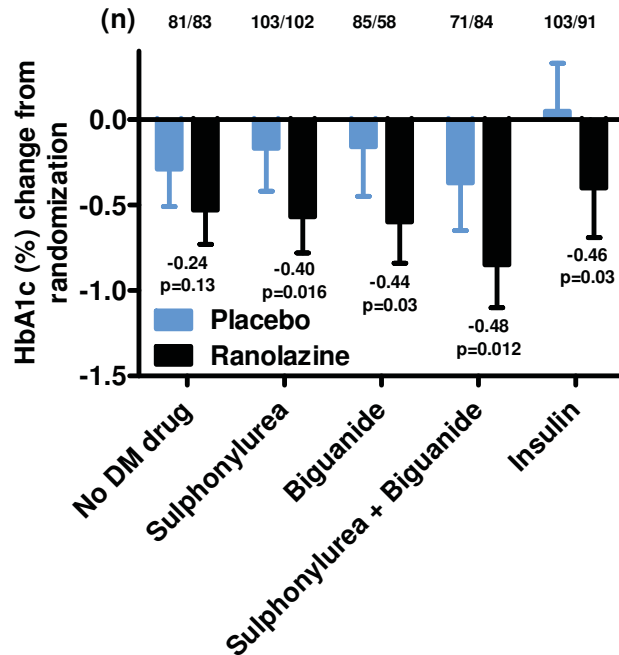 (n) 81/83 103/102 85/58 71/84 103/91
HbA1c (%) change from
randomization
0.0
-0.5
-1.0
-1.5
-0.24
p=0.13
-0.40
p=0.016
-0.44
p=0.03
-0.48
p=0.012
-0.46
p=0.03
Placebo
Ranolazine
No DM drug
Sulphonylurea
Biguanide
Sulphonylurea + Biguanide
Insulin